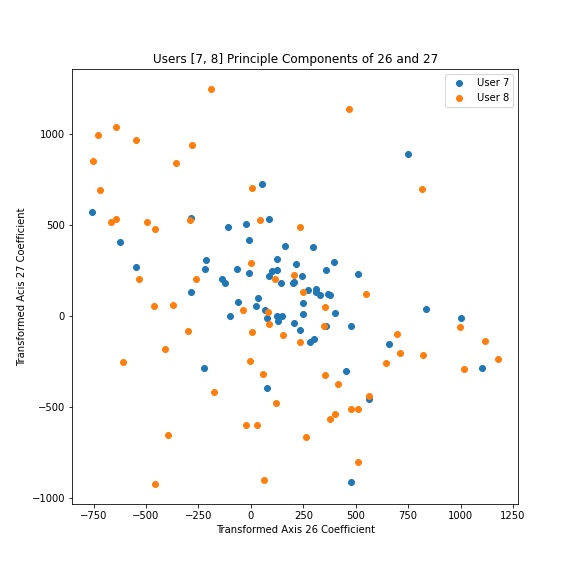 Users [7, 8] Principle Components of 26 and 27
User 7
User 8
1000
500
0
−500
−1000
Transformed Acis 27 Coefficient
−750
−500
−250
0
250
500
750
1000
1250
Transformed Axis 26 Coefficient